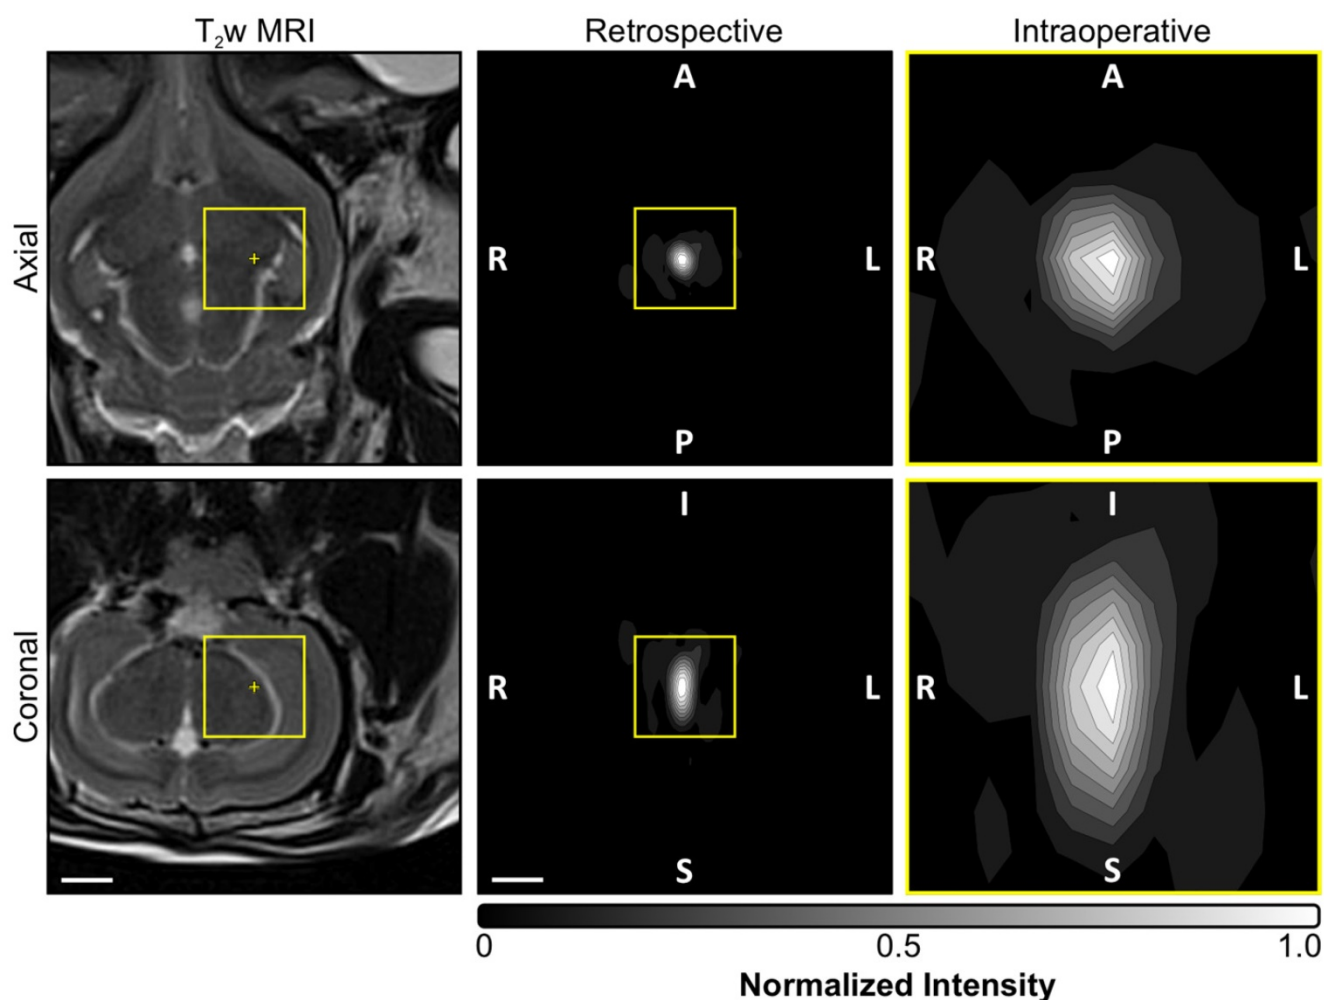 T₂w MRI
Retrospective
Intraoperative
Axial
A
R
L
P
A
R
L
P
Coronal
I
R
L
S
I
R
L
S
0
0.5
1.0
Normalized Intensity